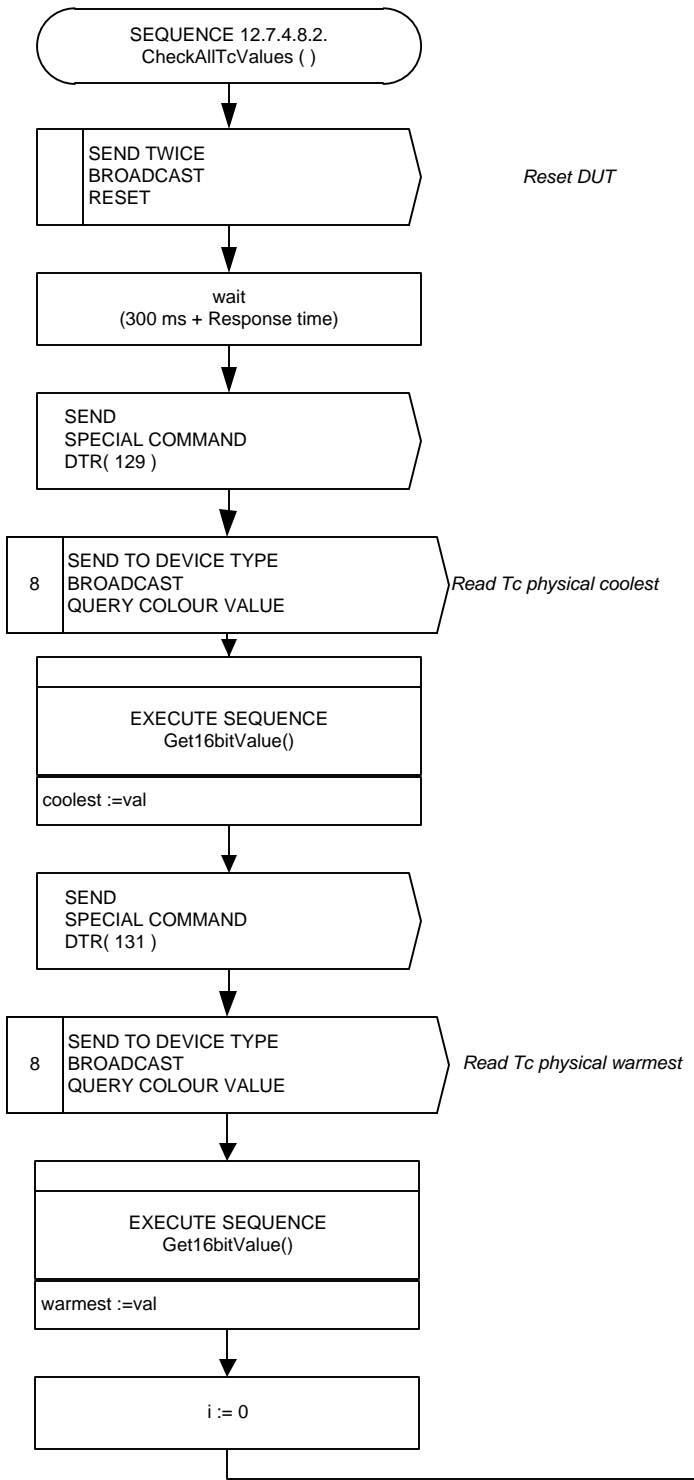 SEQUENCE 12.7.4.8.2.
CheckAllTcValues ( )
SEND TWICE
BROADCAST
RESET
Reset DUT
wait
(300 ms + Response time)
SEND
SPECIAL COMMAND
DTR( 129 )
8
SEND TO DEVICE TYPE
BROADCAST
QUERY COLOUR VALUE
Read Tc physical coolest
EXECUTE SEQUENCE
Get16bitValue()
coolest :=val
SEND
SPECIAL COMMAND
DTR( 131 )
8
SEND TO DEVICE TYPE
BROADCAST
QUERY COLOUR VALUE
Read Tc physical warmest
EXECUTE SEQUENCE
Get16bitValue()
warmest :=val
i := 0